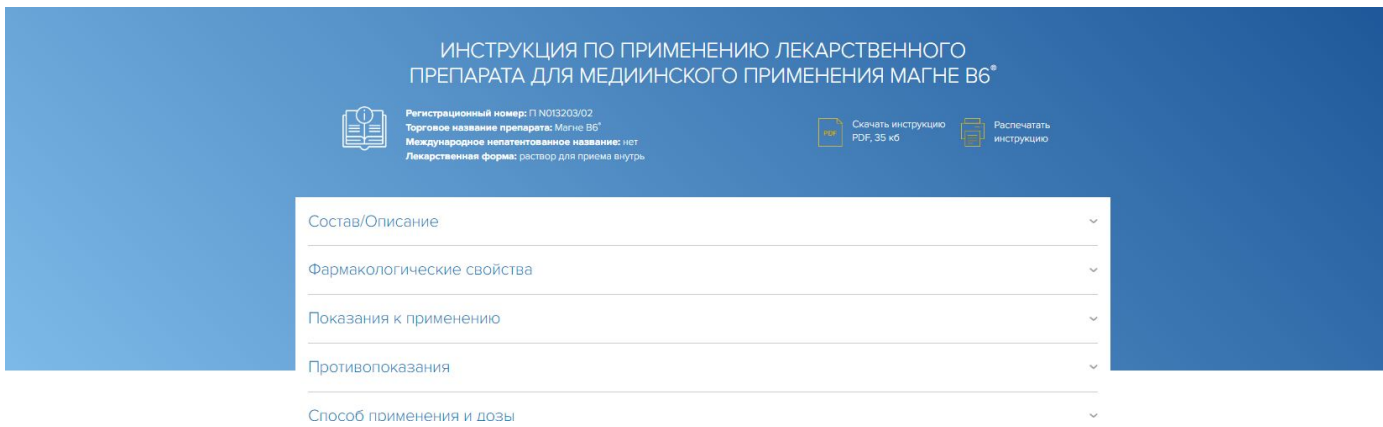 ИНСТРУКЦИЯ ПО ПРИМЕНЕНИЮ ЛЕКАРСТВЕННОГО
ПРЕПАРАТА ДЛЯ МЕДИИНСКОГО ПРИМЕНЕНИЯ МАГНЕ В6®
Регистрационный номер: П N013203/02
Торговое название препарата: Магне В6®
Международное непатентованное название: нет
Лекарственная форма: раствор для приема внутрь
PDF
Скачать инструкцию
PDF, 35 кб
Распечатать
инструкцию
Состав/Описание
Фармакологические свойства
Показания к применению
Противопоказания
Способ применения и дозы